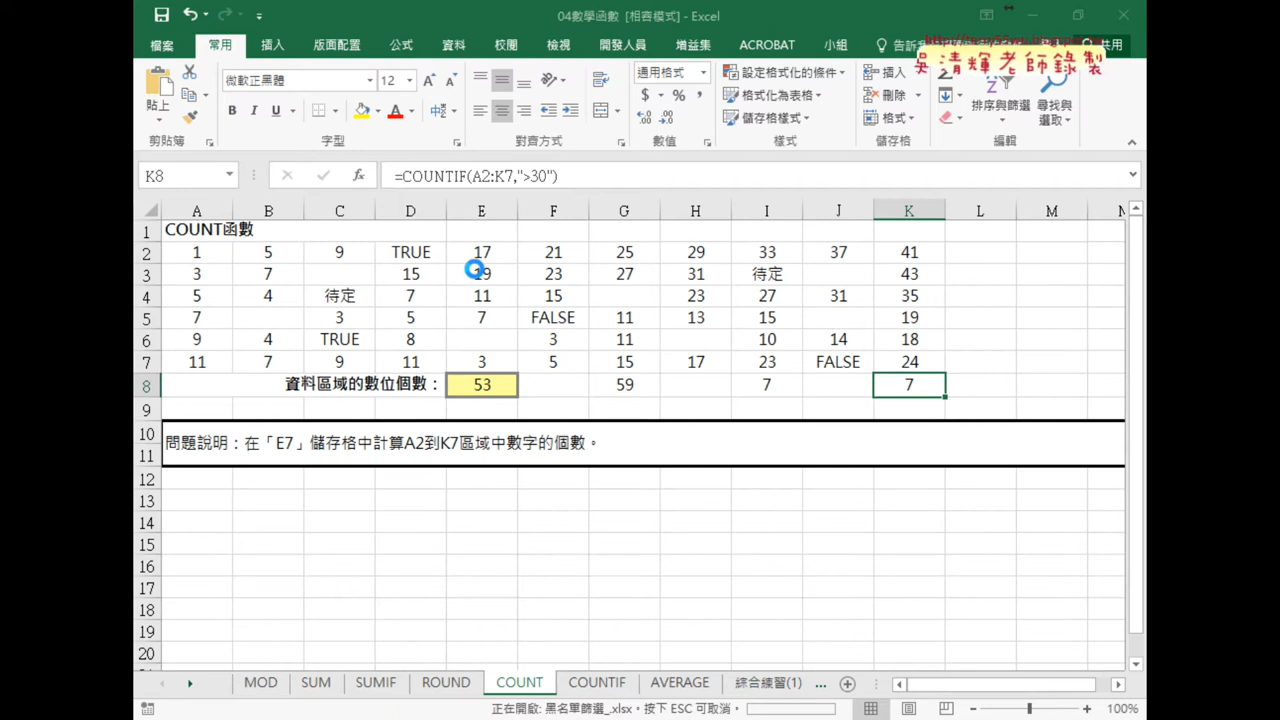 04數學函數 [相容模式] - Excel
檔案 常用 插入 版面配置 公式 資料 校閱 檢視 開發人員 增益集 ACROBAT 小組 告訴 共用
吳清輝老師錄製
貼上 微軟正黑體 12 通用格式 設定格式化的條件 插入
B I U A 中 $ % , 格式化為表格 刪除 排序與篩選 尋找與選取
儲存格樣式 格式
剪貼簿 字型 對齊方式 數值 樣式 儲存格 編輯
K8 fx =COUNTIF(A2:K7,">30")
A B C D E F G H I J K L M N
1 COUNT函數
2 1 5 9 TRUE 17 21 25 29 33 37 41
3 3 7 15 19 23 27 31 待定 43
4 5 4 待定 7 11 15 23 27 31 35
5 7 3 5 7 FALSE 11 13 15 19
6 9 4 TRUE 8 3 11 10 14 18
7 11 7 9 11 3 5 15 17 23 FALSE 24
8 資料區域的數位個數： 53 59 7 7
9
10
問題說明：在「E7」儲存格中計算A2到K7區域中數字的個數。
11
12
13
14
15
16
17
18
19
20
MOD SUM SUMIF ROUND COUNT COUNTIF AVERAGE 綜合練習(1) ...
正在開啟: 黑名單篩選_.xlsx。按下 ESC 可取消。 100%